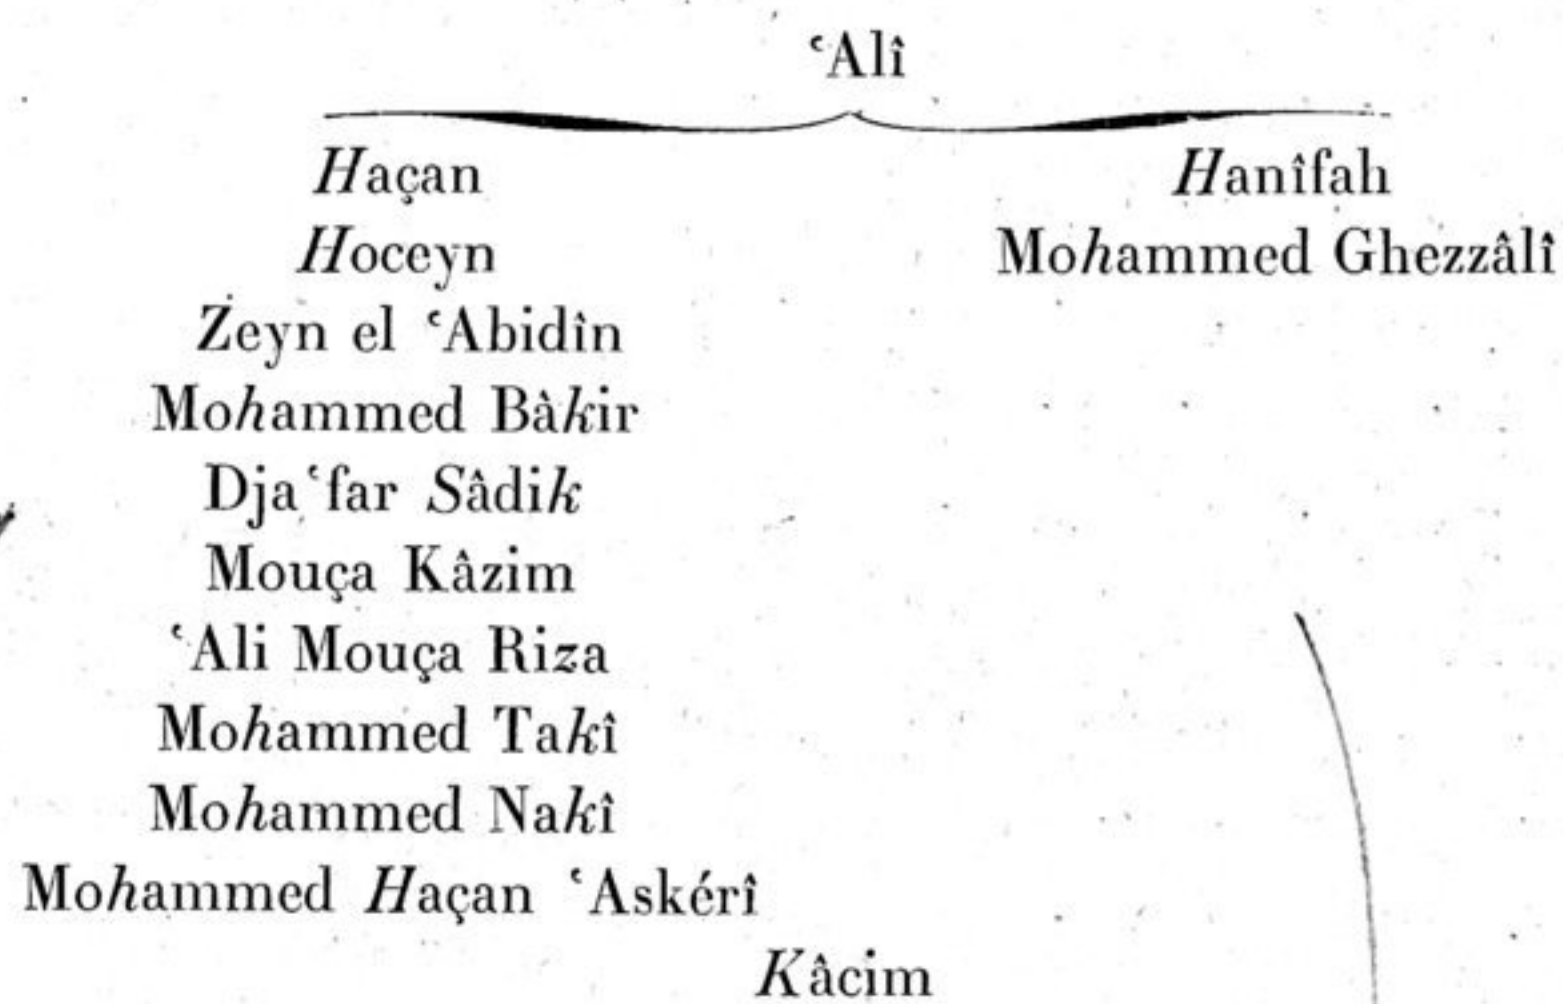 ʿAlî
Haçan
Hanîfah
Hoceyn
Mohammed Ghezzâlî
Zeyn el ʿAbidîn
Mohammed Bâkir
Djaʿfar Sâdik
Mouça Kâzim
ʿAli Mouça Riza
Mohammed Takî
Mohammed Nakî
Mohammed Haçan ʿAskérî
Kâcim